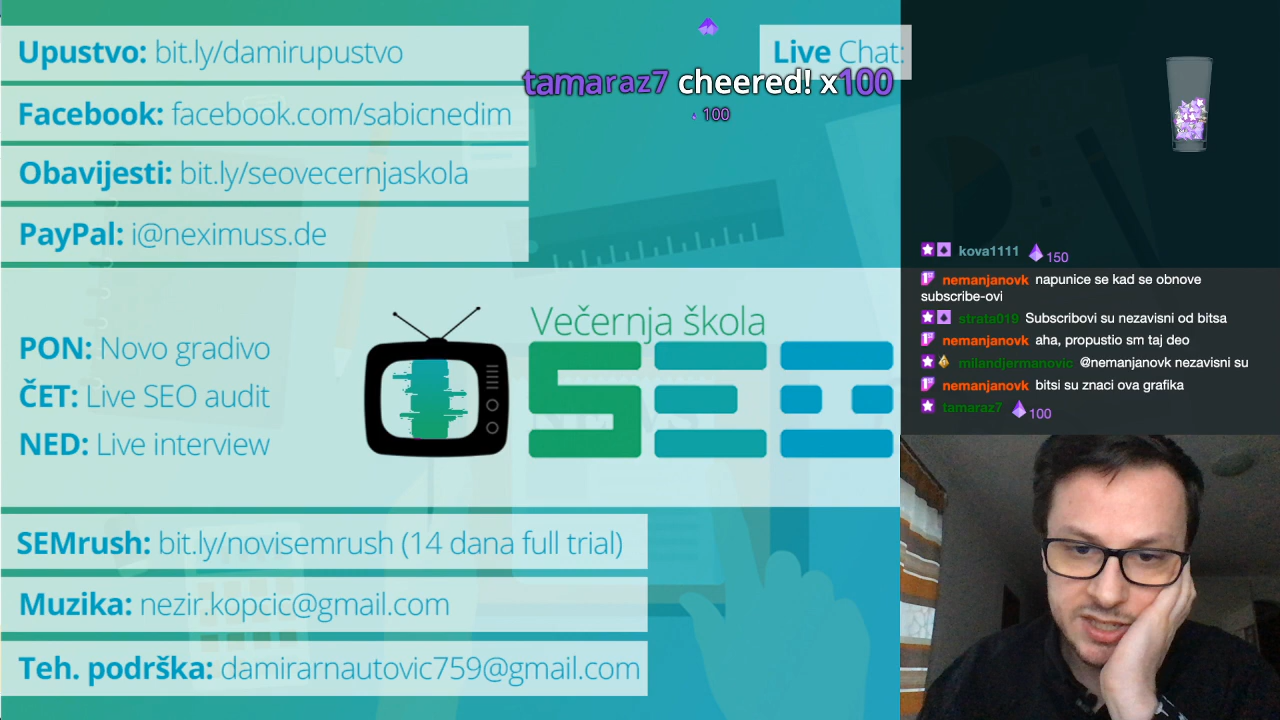 Upustvo: bit.ly/damirupustvo
Facebook: facebook.com/sabicnedim
Obavijesti: bit.ly/seovecernjaskola
PayPal: i@neximuss.de
Live Chat:
tamaraz7 cheered! x100
100
PON: Novo gradivo
ČET: Live SEO audit
NED: Live interview
Večernja škola
SEO
SEMrush: bit.ly/novisemrush (14 dana full trial)
Muzika: nezir.kopcic@gmail.com
Teh. podrška: damirarnautovic759@gmail.com
kova1111 150
nemanjanovk napunice se kad se obnove
subscribe-ovi
strata019 Subscribovi su nezavisni od bitsa
nemanjanovk aha, propustio sm taj deo
milandjermanovic @nemanjanovk nezavisni su
nemanjanovk bitsi su znaci ova grafika
tamaraz7 100